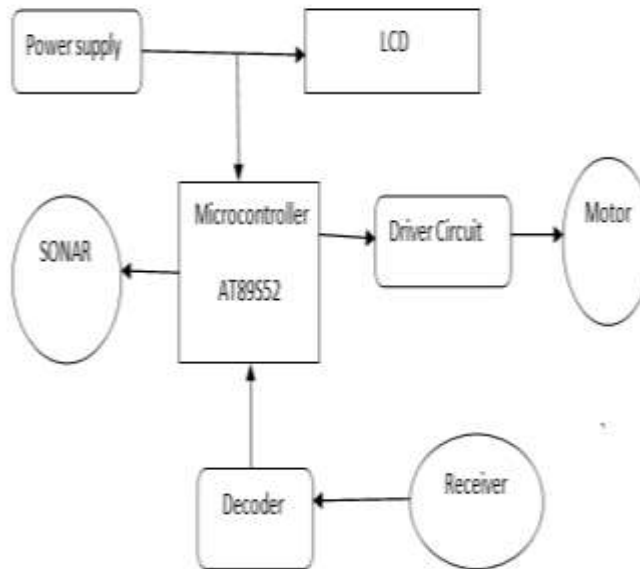 Power supply
LCD
Microcontroller
AT89S52
SONAR
Driver Circuit
Motor
Decoder
Receiver